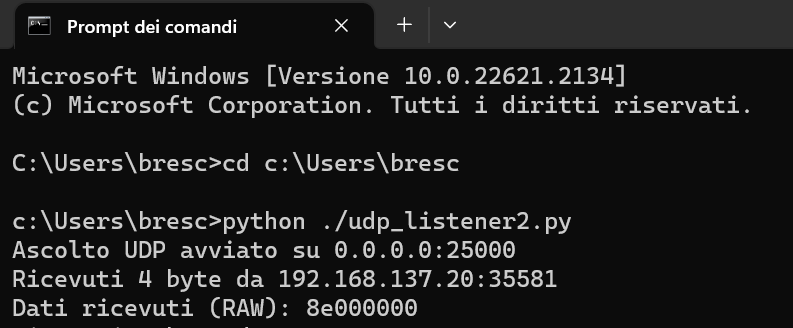 Prompt dei comandi
Microsoft Windows [Versione 10.0.22621.2134]
(c) Microsoft Corporation. Tutti i diritti riservati.
C:\Users\bresc>cd c:\Users\bresc
c:\Users\bresc>python ./udp_listener2.py
Ascolto UDP avviato su 0.0.0.0:25000
Ricevuti 4 byte da 192.168.137.20:35581
Dati ricevuti (RAW): 8e000000